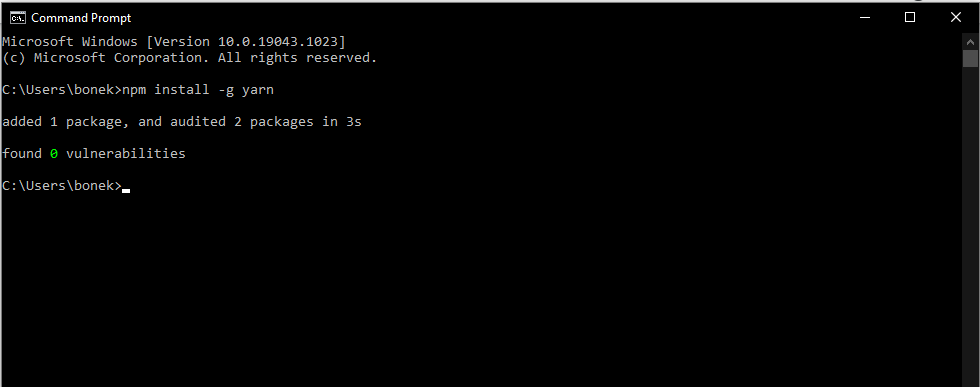 Command Prompt
Microsoft Windows [Version 10.0.19043.1023]
(c) Microsoft Corporation. All rights reserved.
C:\Users\bonek>npm install -g yarn
added 1 package, and audited 2 packages in 3s
found 0 vulnerabilities
C:\Users\bonek>